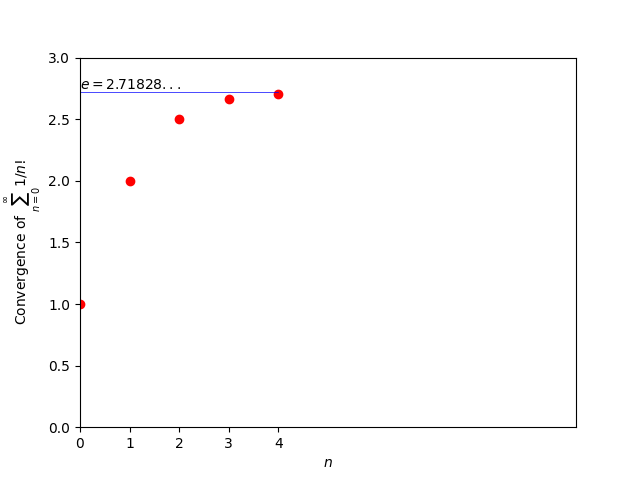 3.0
e = 2.71828...
2.5
2.0
1.5
1.0
0.5
0.0
0 1 2 3 4
n
Convergence of ∑_{n=0}^{∞} 1/n!